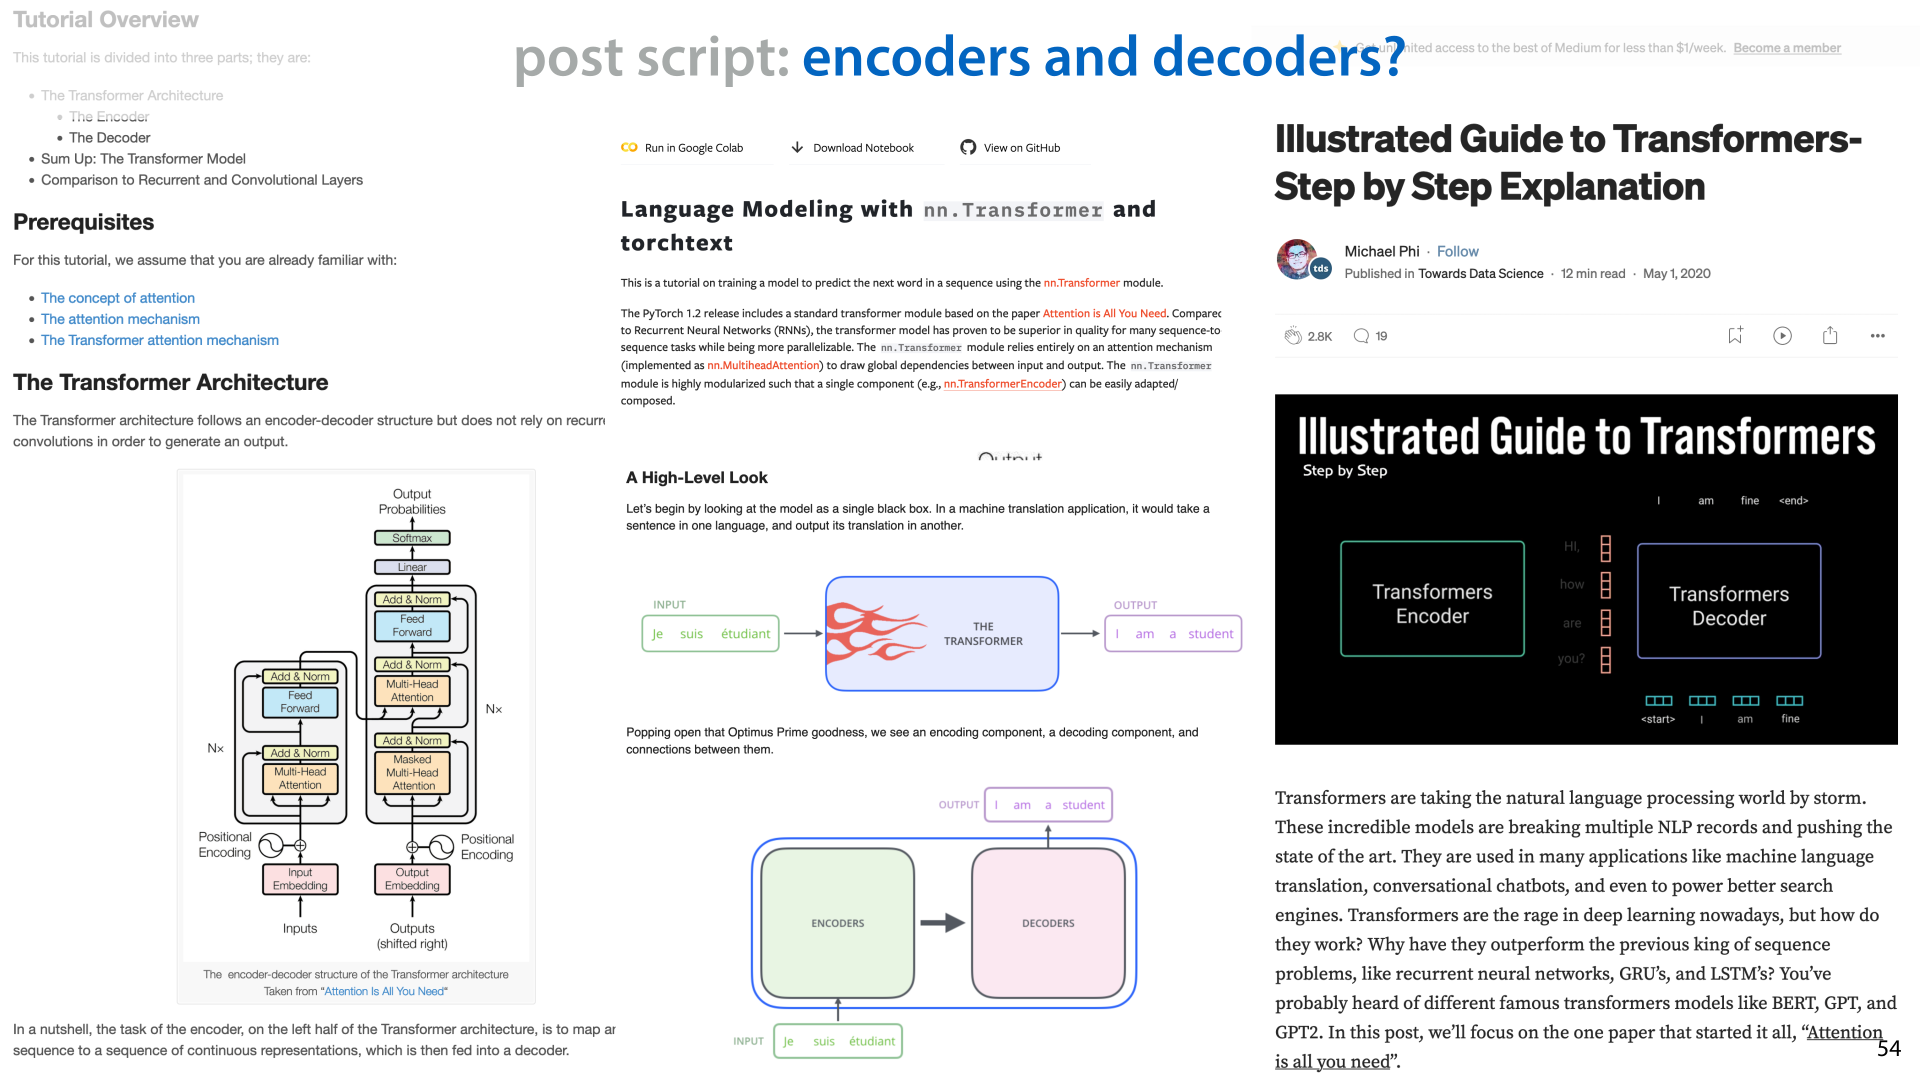 post script: encoders and decoders?
Tutorial Overview
This tutorial is divided into three parts; they are:
• The Transformer Architecture
• The Encoder
• The Decoder
• Sum Up: The Transformer Model
• Comparison to Recurrent and Convolutional Layers
Prerequisites
For this tutorial, we assume that you are already familiar with:
• The concept of attention
• The attention mechanism
• The Transformer attention mechanism
The Transformer Architecture
The Transformer architecture follows an encoder-decoder structure but does not rely on
convolutions in order to generate an output.
Output
Probabilities
Softmax
Linear
Add & Norm
Feed
Forward
Add & Norm
Multi-Head
Attention
Add & Norm
Masked
Multi-Head
Attention
Nx
Add & Norm
Feed
Forward
Add & Norm
Multi-Head
Attention
Nx
Positional
Encoding
Positional
Encoding
Input
Embedding
Output
Embedding
Inputs
Outputs
(shifted right)
The encoder-decoder structure of the Transformer architecture
Taken from “Attention Is All You Need“
In a nutshell, the task of the encoder, on the left half of the Transformer architecture, is to map
sequence to a sequence of continuous representations, which is then fed into a decoder.
Run in Google Colab
Download Notebook
View on GitHub
Language Modeling with nn.Transformer and
torchtext
This is a tutorial on training a model to predict the next word in a sequence using the nn.Transformer module.
The PyTorch 1.2 release includes a standard transformer module based on the paper Attention is All You Need.
to Recurrent Neural Networks (RNNs), the transformer model has proven to be superior in quality for many sequence-to
sequence tasks while being more parallelizable. The nn.Transformer module relies entirely on an attention mechanism
(implemented as nn.MultiheadAttention) to draw global dependencies between input and output. The nn.Transformer
module is highly modularized such that a single component (e.g., nn.TransformerEncoder) can be easily adapted/
composed.
Output
A High-Level Look
Let’s begin by looking at the model as a single black box. In a machine translation application, it would take a
sentence in one language, and output its translation in another.
INPUT
Je suis étudiant
THE
TRANSFORMER
OUTPUT
I am a student
Popping open that Optimus Prime goodness, we see an encoding component, a decoding component, and
connections between them.
OUTPUT I am a student
ENCODERS
DECODERS
INPUT Je suis étudiant
Get unlimited access to the best of Medium for less than $1/week. Become a member
Illustrated Guide to Transformers-
Step by Step Explanation
Michael Phi · Follow
tds
Published in Towards Data Science · 12 min read · May 1, 2020
2.8K 19
Illustrated Guide to Transformers
Step by Step
I am fine <end>
Transformers
Encoder
HI,
how
are
you?
Transformers
Decoder
<start> I am fine
Transformers are taking the natural language processing world by storm.
These incredible models are breaking multiple NLP records and pushing the
state of the art. They are used in many applications like machine language
translation, conversational chatbots, and even to power better search
engines. Transformers are the rage in deep learning nowadays, but how do
they work? Why have they outperform the previous king of sequence
problems, like recurrent neural networks, GRU’s, and LSTM’s? You’ve
probably heard of different famous transformers models like BERT, GPT, and
GPT2. In this post, we’ll focus on the one paper that started it all, “Attention
is all you need”.
54